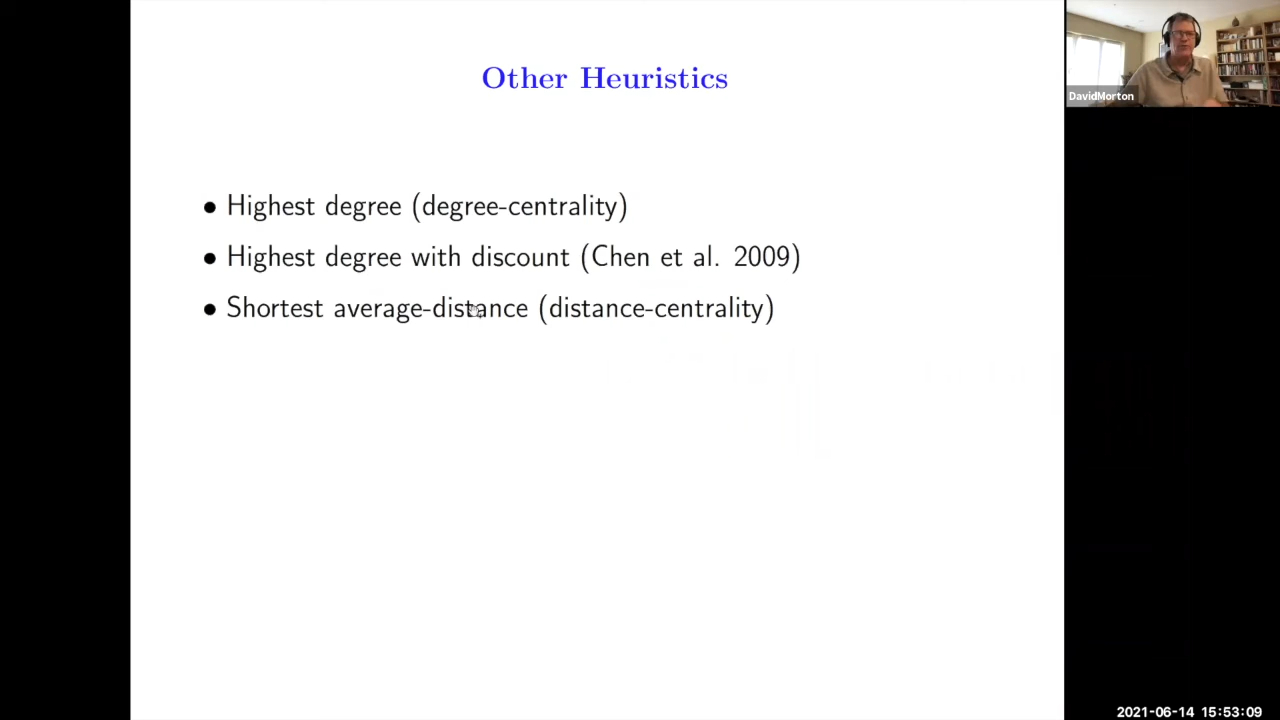 Other Heuristics
DavidMorton
• Highest degree (degree-centrality)
• Highest degree with discount (Chen et al. 2009)
• Shortest average-distance (distance-centrality)
2021-06-14 15:53:09